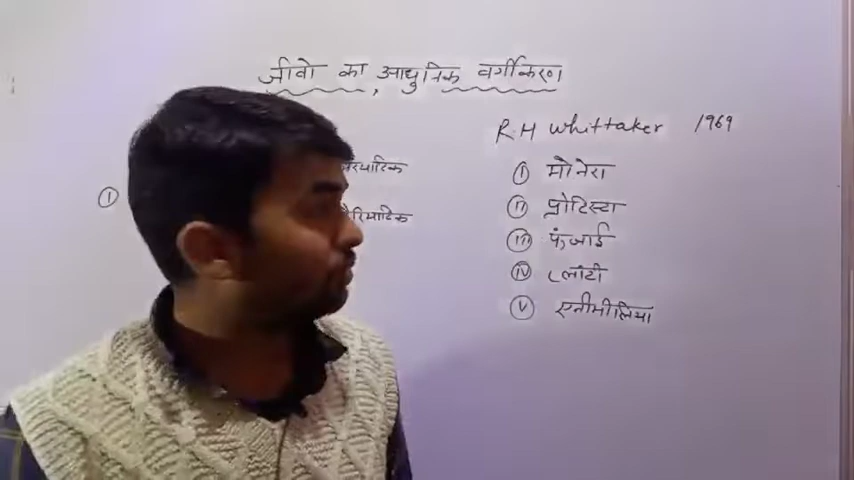 जीवो का आधुनिक वर्गीकरण
R.H Whittaker 1969
I
I मोनेरा
II प्रोटिस्टा
III फंजाई
IV प्लांटी
V एनीमीलिया